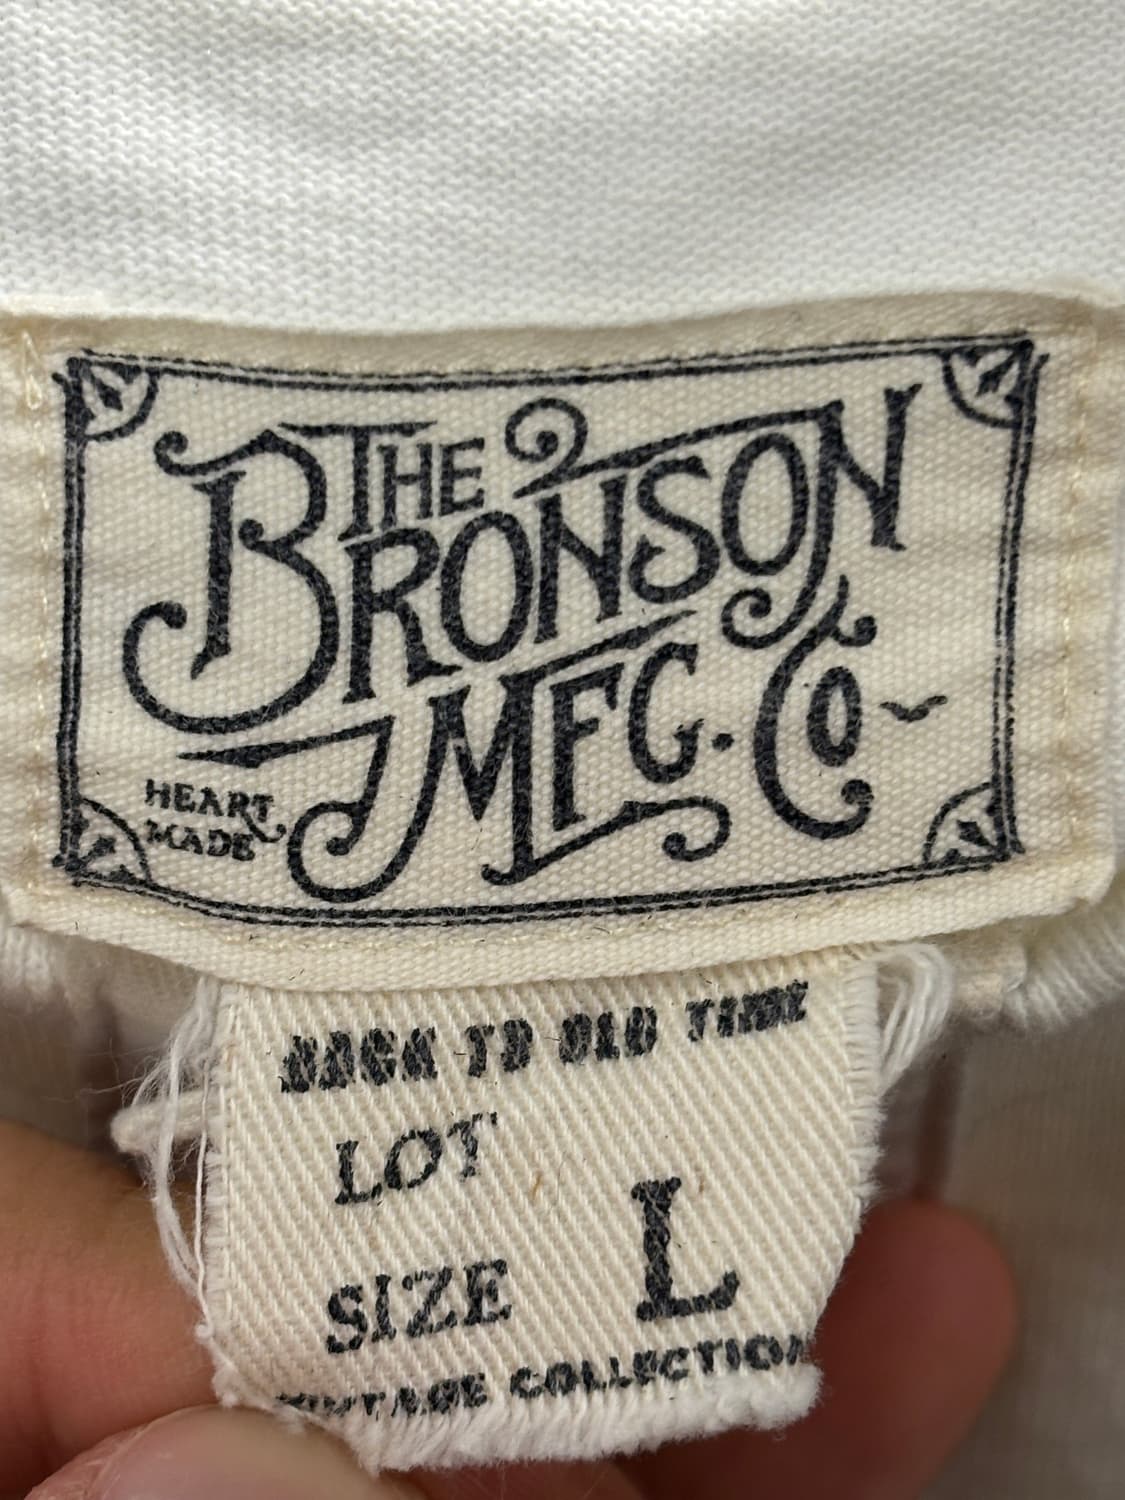 THE
BRONSON
MFG. CO
HEART
MADE
BACK TO OLD TIME
LOT
SIZE L
VINTAGE COLLECTION